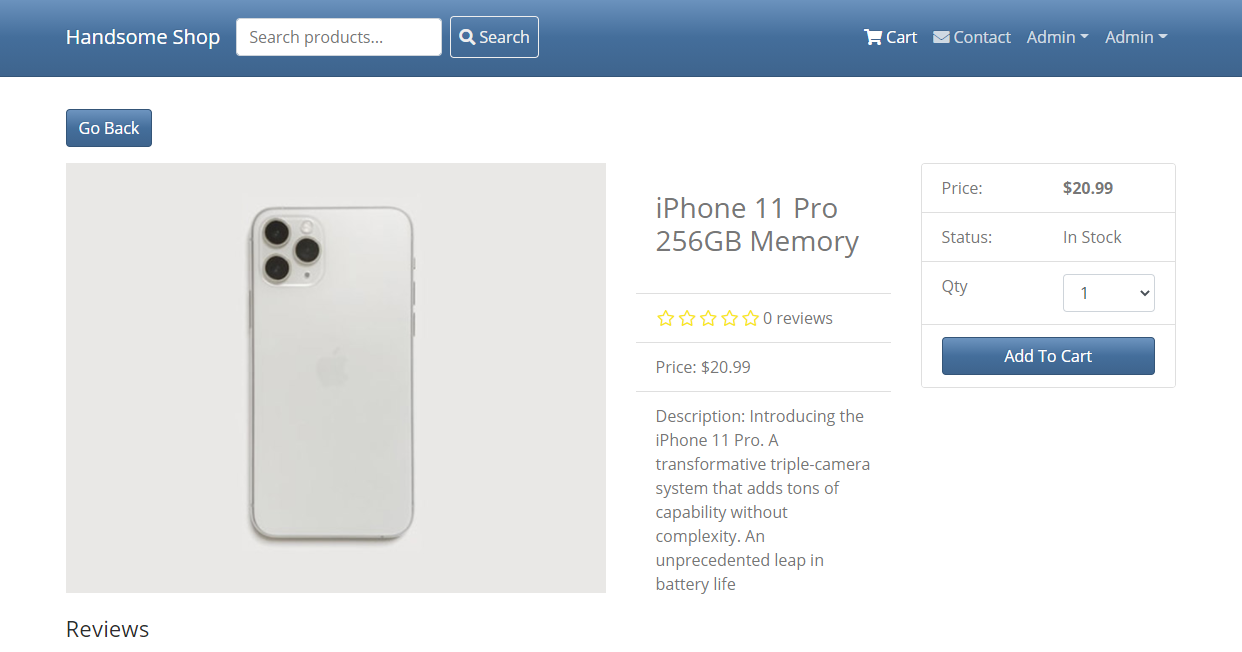 Handsome Shop
Search products...
Search
Cart
Contact
Admin
Admin
Go Back
iPhone 11 Pro
256GB Memory
0 reviews
Price: $20.99
Description: Introducing the
iPhone 11 Pro. A
transformative triple-camera
system that adds tons of
capability without
complexity. An
unprecedented leap in
battery life
Price: $20.99
Status: In Stock
Qty 1
Add To Cart
Reviews